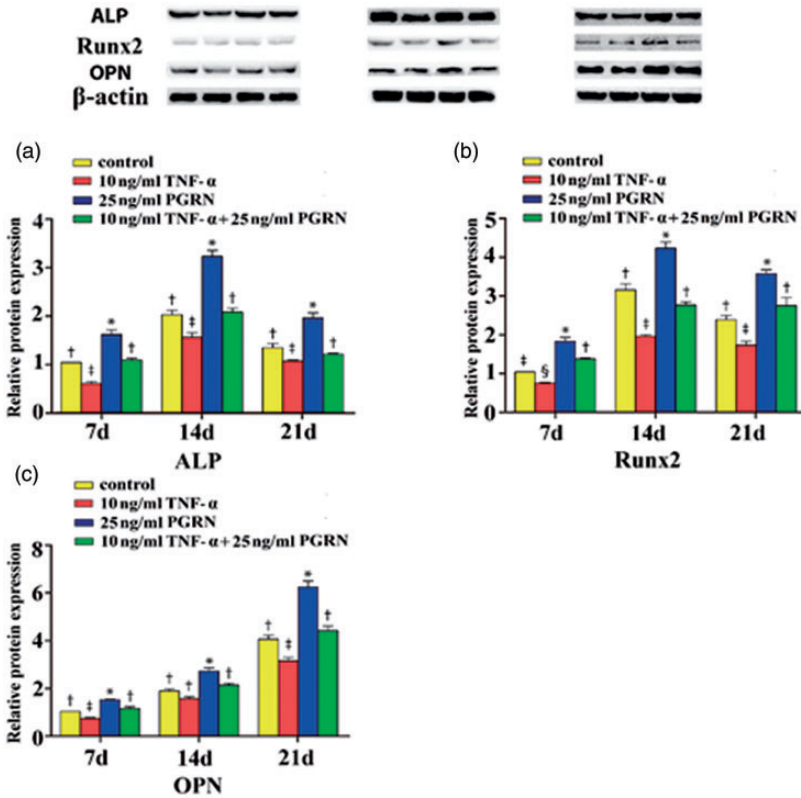 ALP
Runx2
OPN
β-actin
(a)
control
10 ng/ml TNF-α
25 ng/ml PGRN
10 ng/ml TNF-α+25 ng/ml PGRN
Relative protein expression
4
3
2
1
0
† ‡ * †
† ‡ * †
† ‡ * †
7d 14d 21d
ALP
(b)
control
10 ng/ml TNF-α
25 ng/ml PGRN
10 ng/ml TNF-α+25 ng/ml PGRN
Relative protein expression
5
4
3
2
1
0
‡ § * †
† ‡ * †
† ‡ * †
7d 14d 21d
Runx2
(c)
control
10 ng/ml TNF-α
25 ng/ml PGRN
10 ng/ml TNF-α+25 ng/ml PGRN
Relative protein expression
8
6
4
2
0
† ‡ * †
† † * †
† ‡ * †
7d 14d 21d
OPN